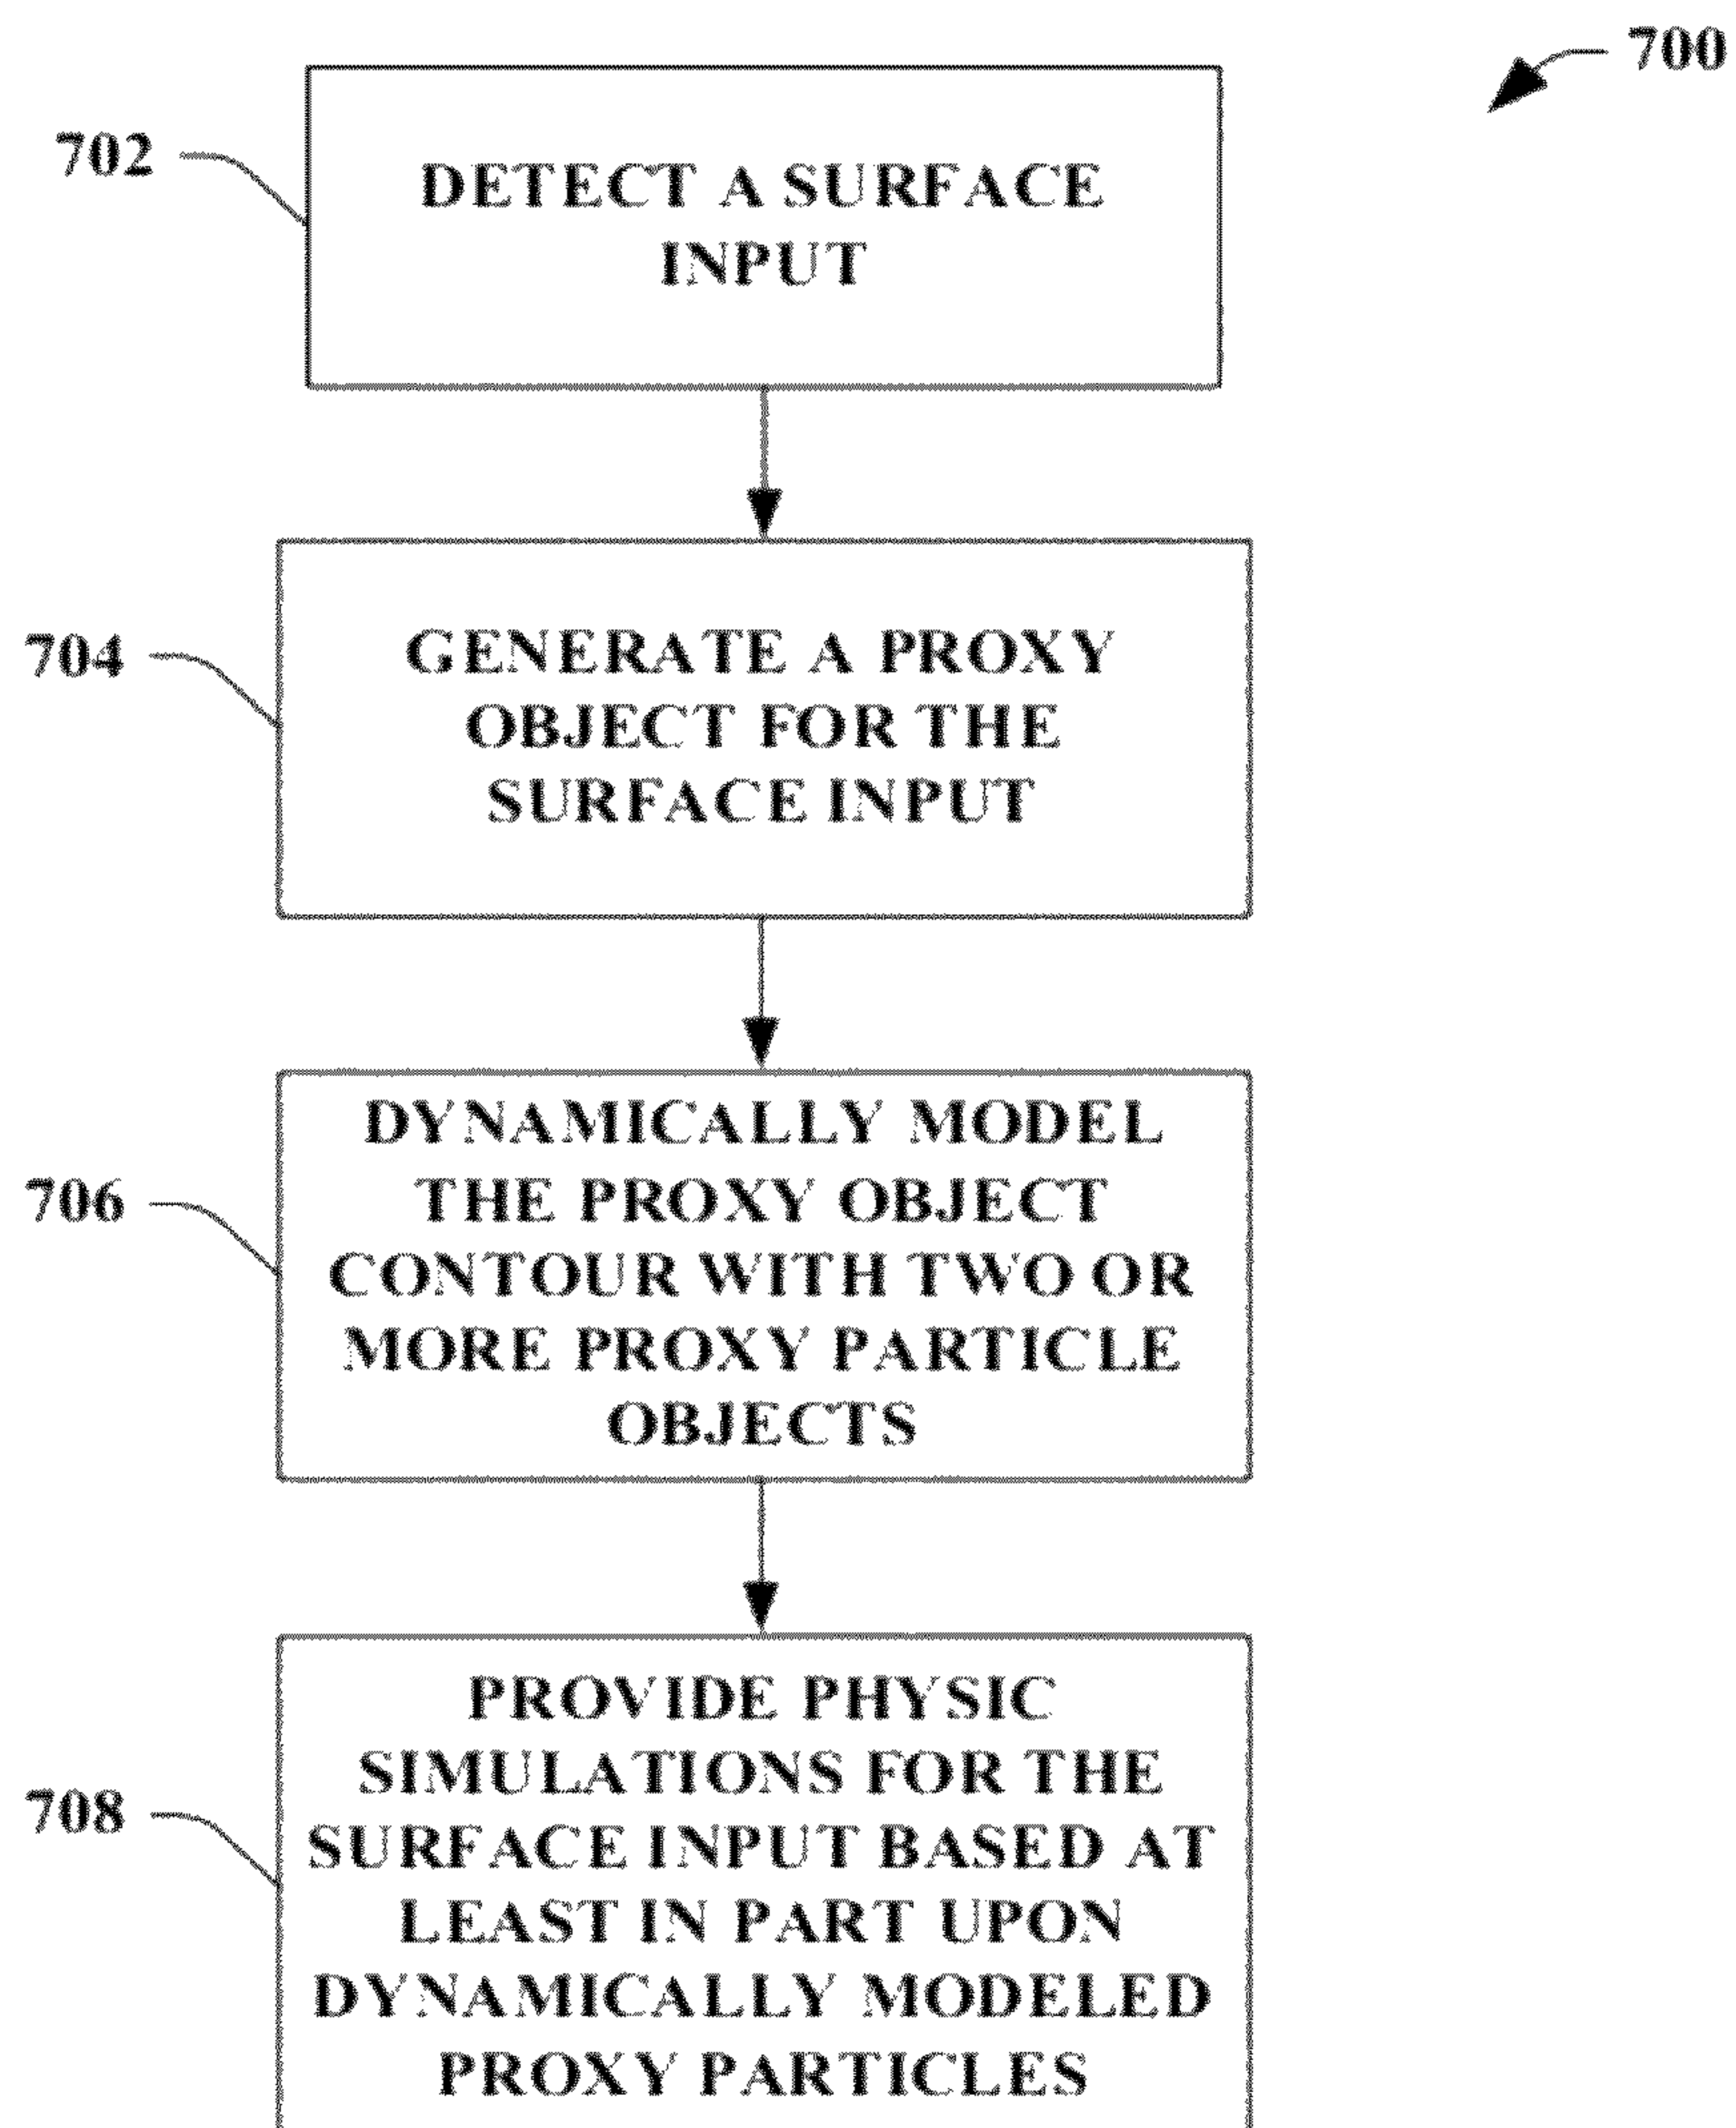 700
702
DETECT A SURFACE
INPUT
704
GENERATE A PROXY
OBJECT FOR THE
SURFACE INPUT
706
DYNAMICALLY MODEL
THE PROXY OBJECT
CONTOUR WITH TWO OR
MORE PROXY PARTICLE
OBJECTS
708
PROVIDE PHYSIC
SIMULATIONS FOR THE
SURFACE INPUT BASED AT
LEAST IN PART UPON
DYNAMICALLY MODELED
PROXY PARTICLES